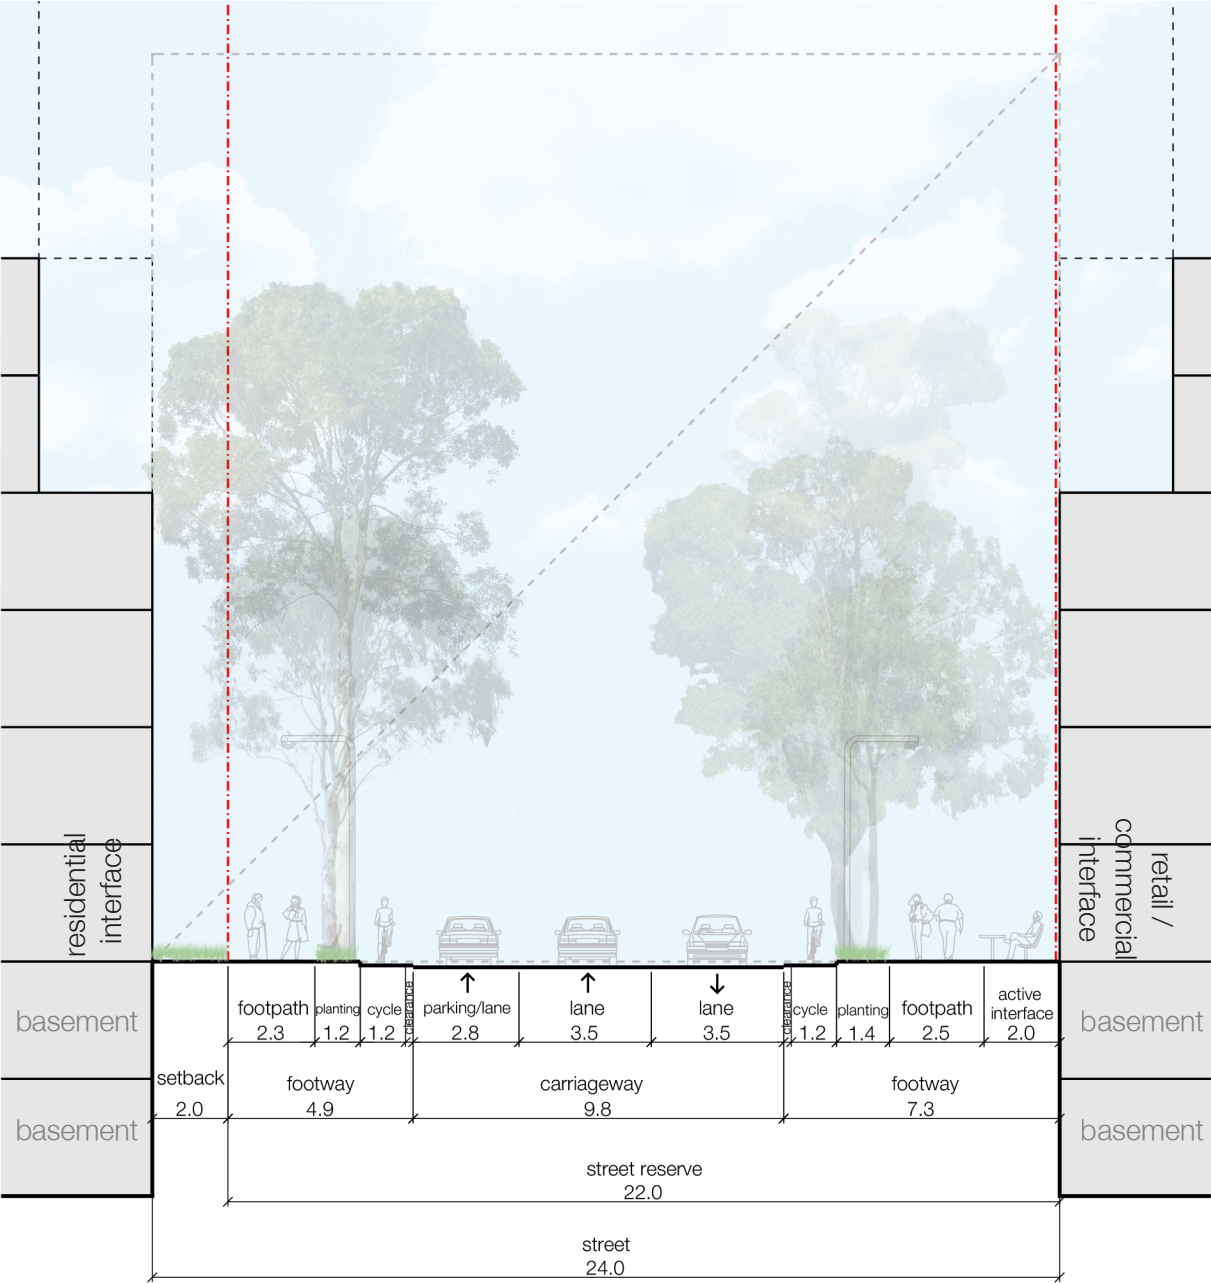 residential
interface
retail /
commercial
interface
footpath
2.3
planting
1.2
cycle
1.2
clearance
parking/lane
2.8
lane
3.5
lane
3.5
clearance
cycle
1.2
planting
1.4
footpath
2.5
active
interface
2.0
basement
basement
setback
2.0
footway
4.9
carriageway
9.8
footway
7.3
basement
basement
street reserve
22.0
street
24.0